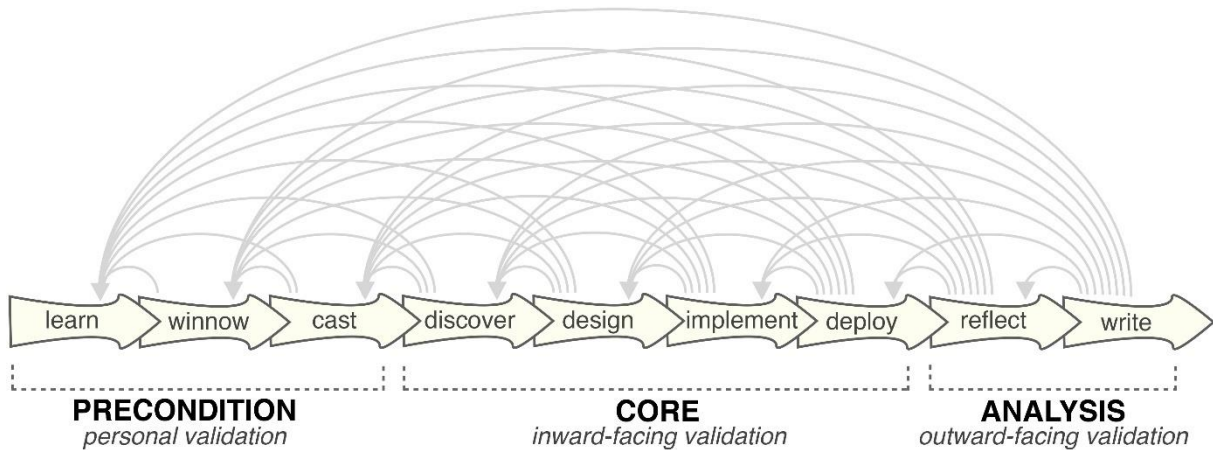 learn winnow cast discover design implement deploy reflect write
PRECONDITION CORE ANALYSIS
personal validation inward-facing validation outward-facing validation